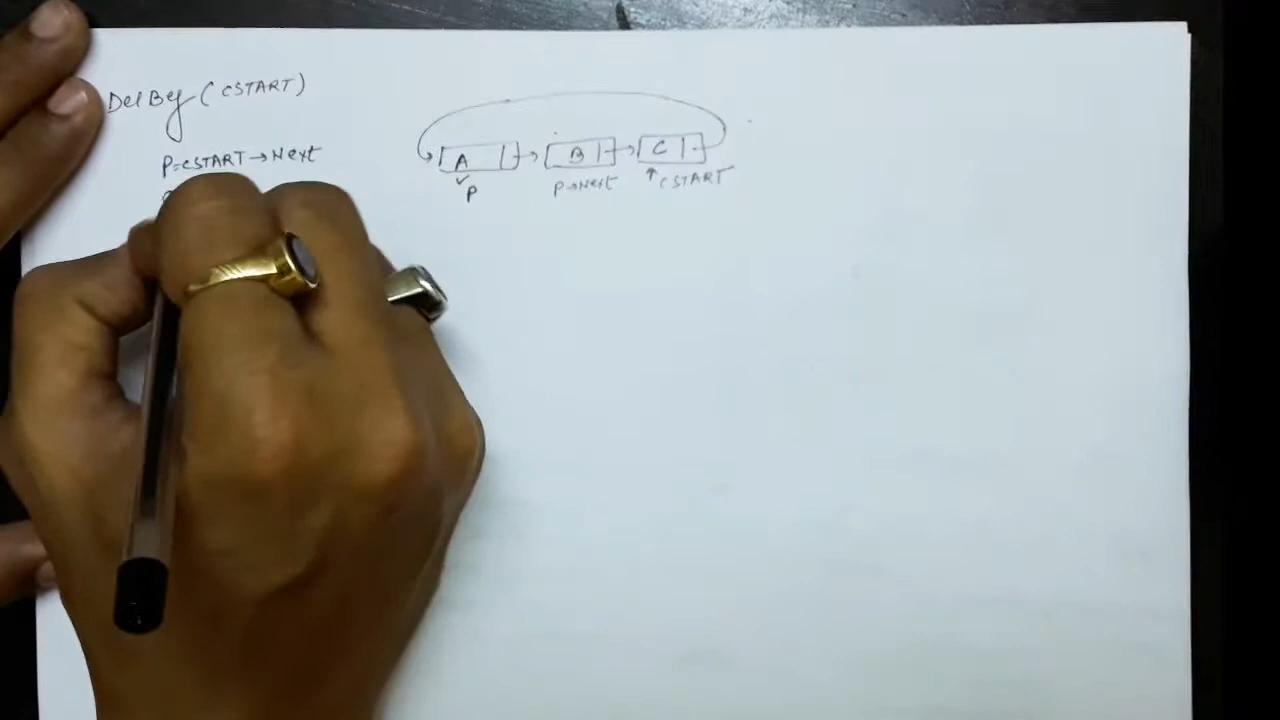 DelBeg (CSTART)
P=CSTART→Next
A B C
P P→Next CSTART